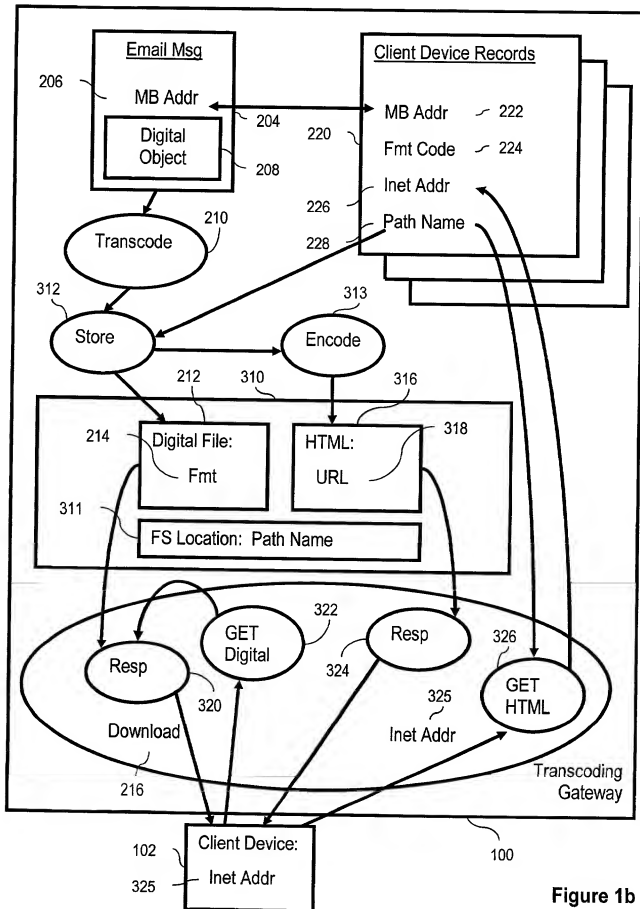 Email Msg
Client Device Records
206
MB Addr
204
Digital
Object
208
220
MB Addr
222
Fmt Code
224
226
Inet Addr
228
Path Name
Transcode
210
312
Store
313
Encode
310
212
316
214
Digital File:
Fmt
HTML:
URL
318
311
FS Location: Path Name
322
GET
Digital
Resp
324
326
GET
HTML
Resp
320
325
Download
Inet Addr
216
Transcoding
Gateway
102
Client Device:
100
325
Inet Addr
Figure 1b